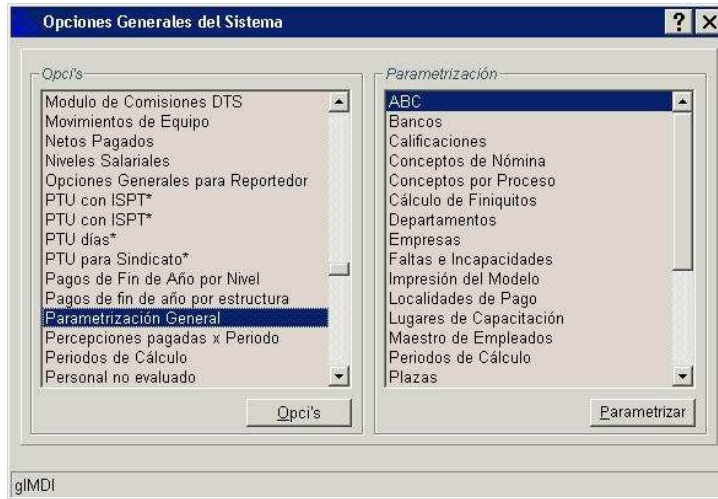 Opciones Generales del Sistema
Opci's
Modulo de Comisiones DTS
Movimientos de Equipo
Netos Pagados
Niveles Salariales
Opciones Generales para Reportedor
PTU con ISPT*
PTU con ISPT*
PTU días*
PTU para Sindicato*
Pagos de Fin de Año por Nivel
Pagos de fin de año por estructura
Parametrización General
Percepciones pagadas x Periodo
Periodos de Cálculo
Personal no evaluado
Opci's
Parametrización
ABC
Bancos
Calificaciones
Conceptos de Nómina
Conceptos por Proceso
Cálculo de Finiquitos
Departamentos
Empresas
Faltas e Incapacidades
Impresión del Modelo
Localidades de Pago
Lugares de Capacitación
Maestro de Empleados
Periodos de Cálculo
Plazas
Parametrizar
glMDI